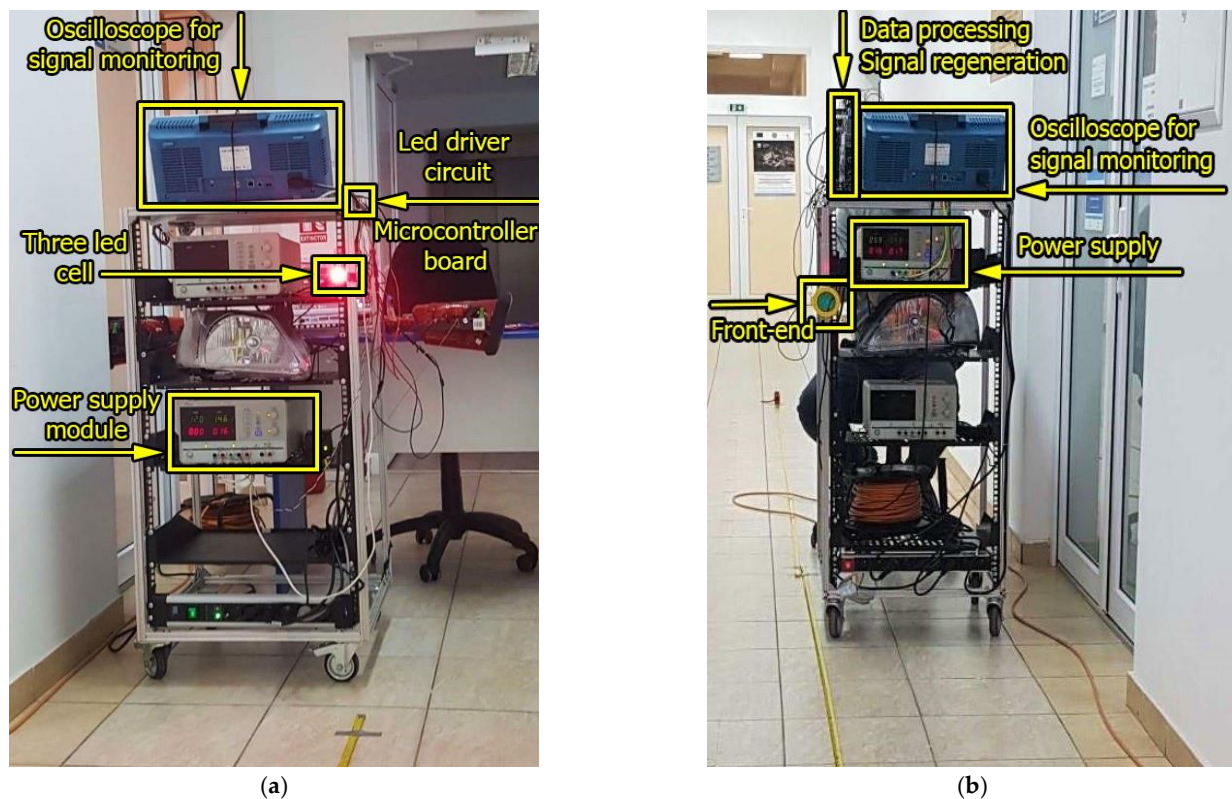 Oscilloscope for
signal monitoring
Led driver
circuit
Microcontroller
board
Three led
cell
Power supply
module
EXTINCTOR
(a)
Data processing
Signal regeneration
Oscilloscope for
signal monitoring
Power supply
Front-end
(b)